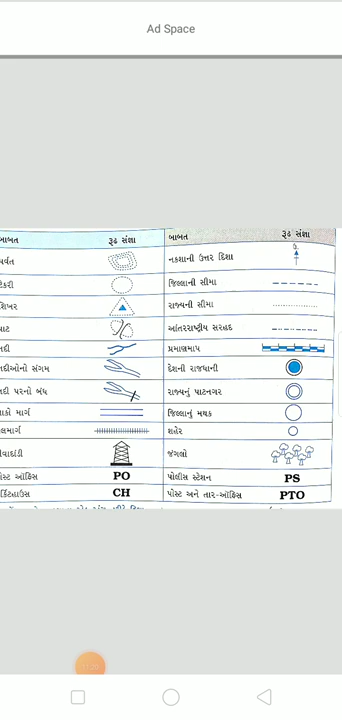 Ad Space
બાબત રૂઢ સંજ્ઞા બાબત રૂઢ સંજ્ઞા
પર્વત નકશાની ઉત્તર દિશા ઉ.
ટેકરી જિલ્લાની સીમા
શિખર રાજ્યની સીમા
ઘાટ આંતરરાષ્ટ્રીય સરહદ
નદી પ્રમાણમાપ
નદીઓનો સંગમ દેશની રાજધાની
નદી પરનો બંધ રાજ્યનું પાટનગર
પાકો માર્ગ જિલ્લાનું મથક
રેલમાર્ગ શહેર
દીવાદાંડી જંગલો
પોસ્ટ ઑફિસ PO પોલીસ સ્ટેશન PS
સર્કિટહાઉસ CH પોસ્ટ અને તાર-ઑફિસ PTO